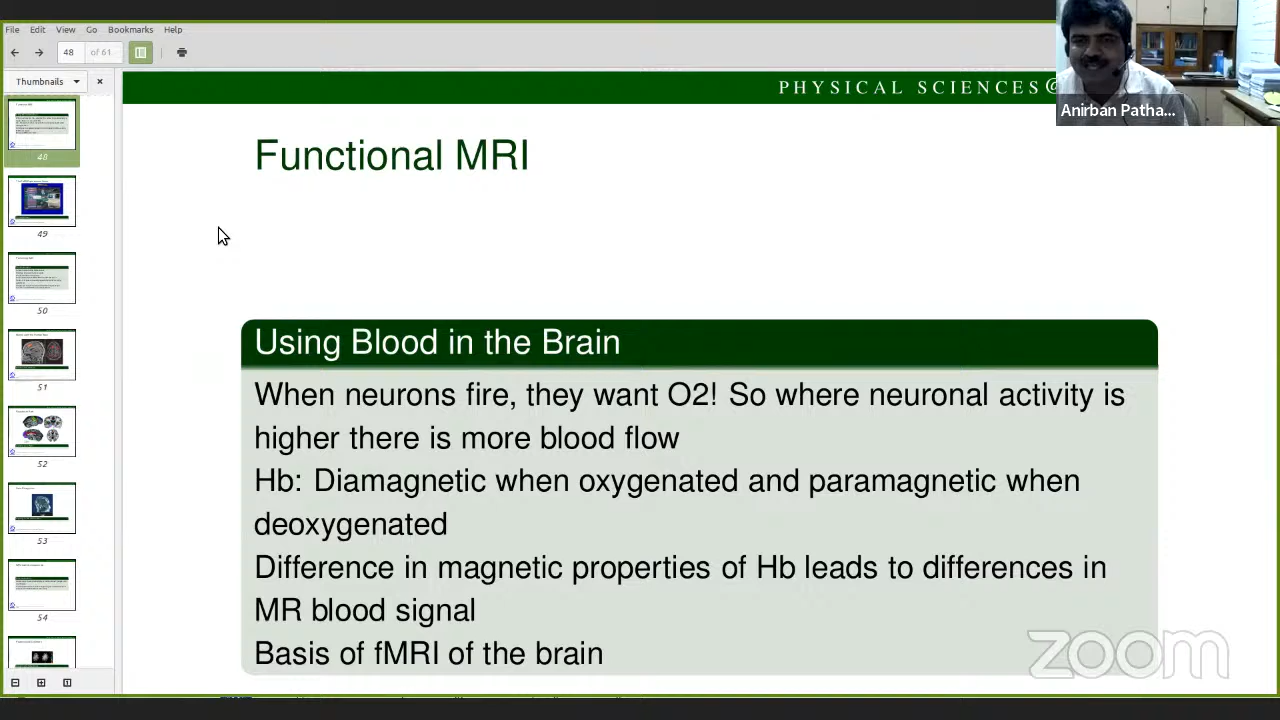 File Edit View Go Bookmarks Help
48 of 61
Thumbnails
PHYSICAL SCIENCES@
Anirban Patha...
Functional MRI
Using Blood in the Brain
When neurons fire, they want O2! So where neuronal activity is
higher there is more blood flow
Hb: Diamagnetic when oxygenated and paramagnetic when
deoxygenated
Difference in magnetic properties of Hb leads to differences in
MR blood signal
Basis of fMRI of the brain
48
49
50
51
52
53
54
zoom